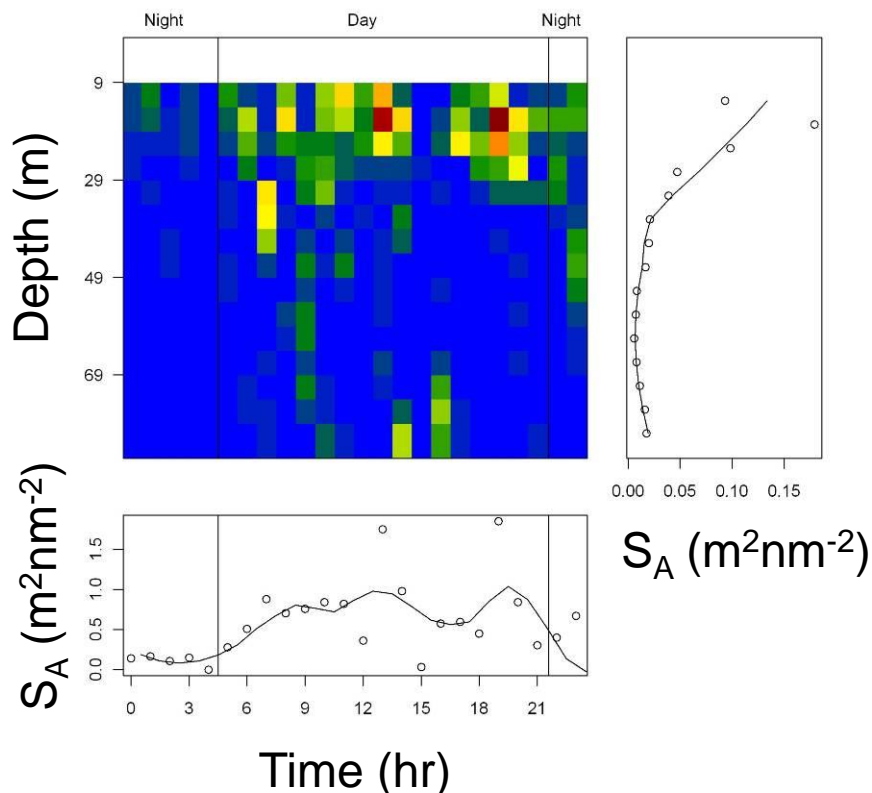 Night Day Night
Depth (m)
9
29
49
69
0.00 0.05 0.10 0.15
S_A (m²nm⁻²)
S_A (m²nm⁻²)
1.5
1.0
0.5
0.0
0 3 6 9 12 15 18 21
Time (hr)